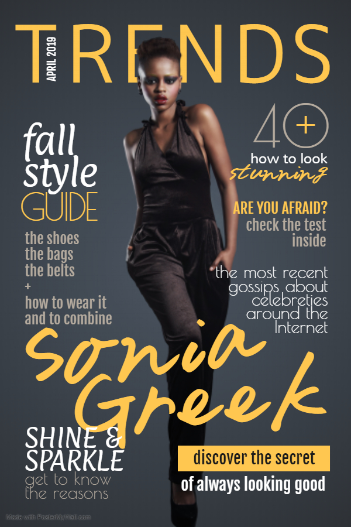 TRENDS
APRIL 2019
40+
how to look
stunning
fall
style
GUIDE
ARE YOU AFRAID?
check the test
inside
the shoes
the bags
the belts
+
how to wear it
and to combine
the most recent
gossips about
celebreties
around the
Internet
sonia
Greek
SHINE &
SPARKLE
get to know
the reasons
discover the secret
of always looking good